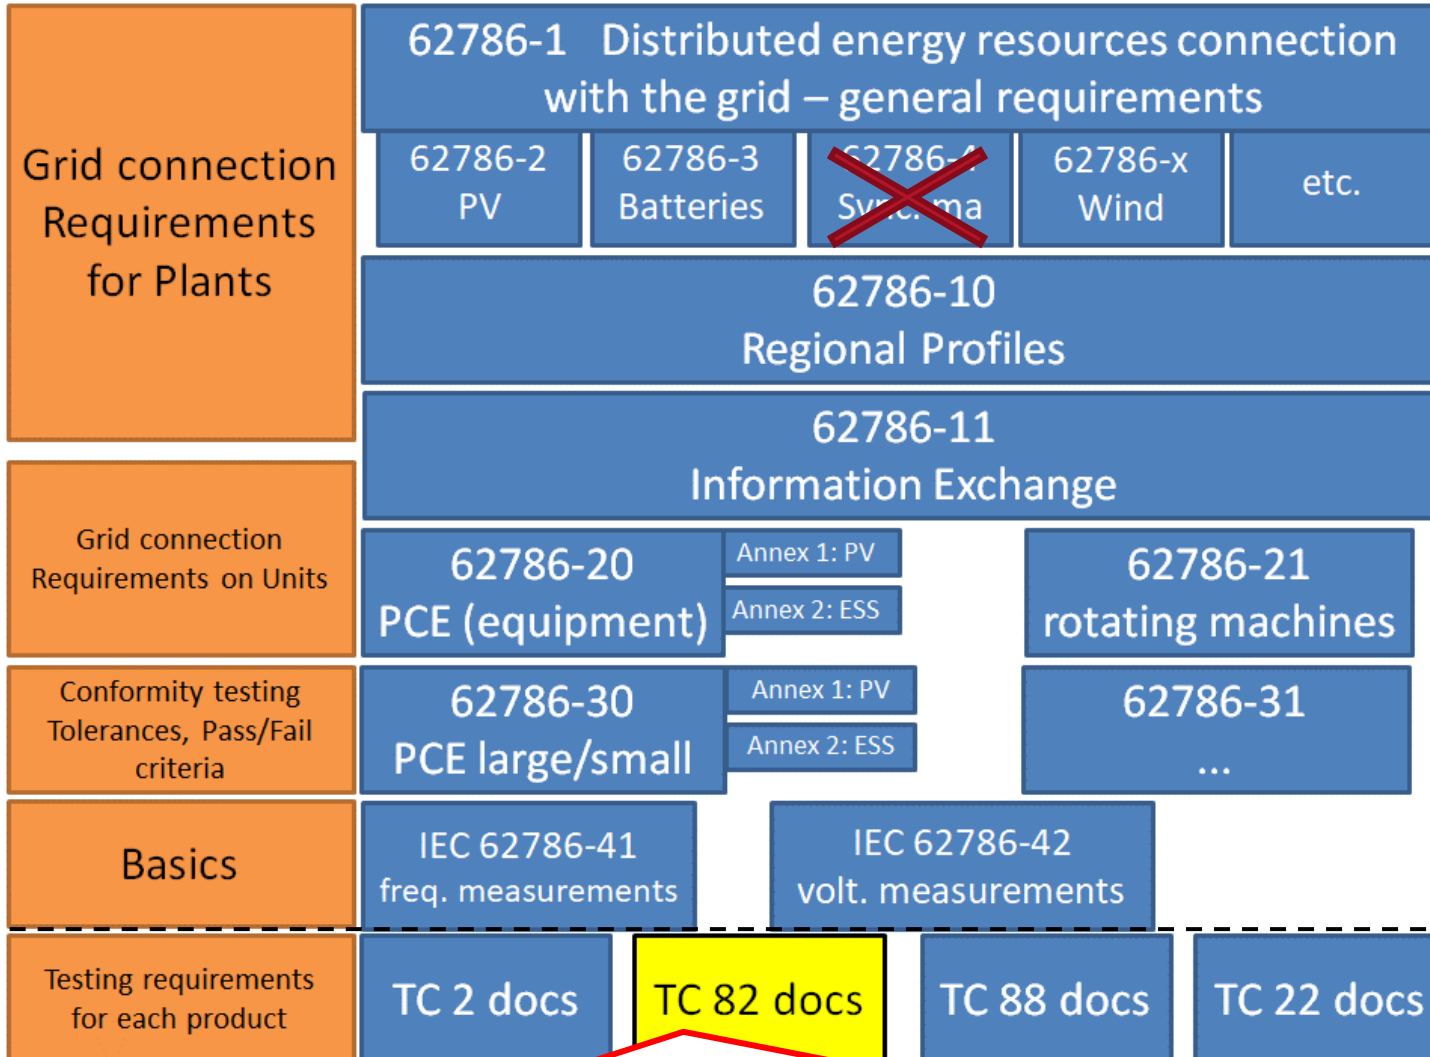 Grid connection
Requirements
for Plants
62786-1 Distributed energy resources connection
with the grid – general requirements
62786-2
PV
62786-3
Batteries
62786-4
Sync. ma
62786-x
Wind
etc.
62786-10
Regional Profiles
62786-11
Information Exchange
Grid connection
Requirements on Units
62786-20
PCE (equipment)
Annex 1: PV
Annex 2: ESS
62786-21
rotating machines
Conformity testing
Tolerances, Pass/Fail
criteria
62786-30
PCE large/small
Annex 1: PV
Annex 2: ESS
62786-31
...
Basics
IEC 62786-41
freq. measurements
IEC 62786-42
volt. measurements
Testing requirements
for each product
TC 2 docs
TC 82 docs
TC 88 docs
TC 22 docs